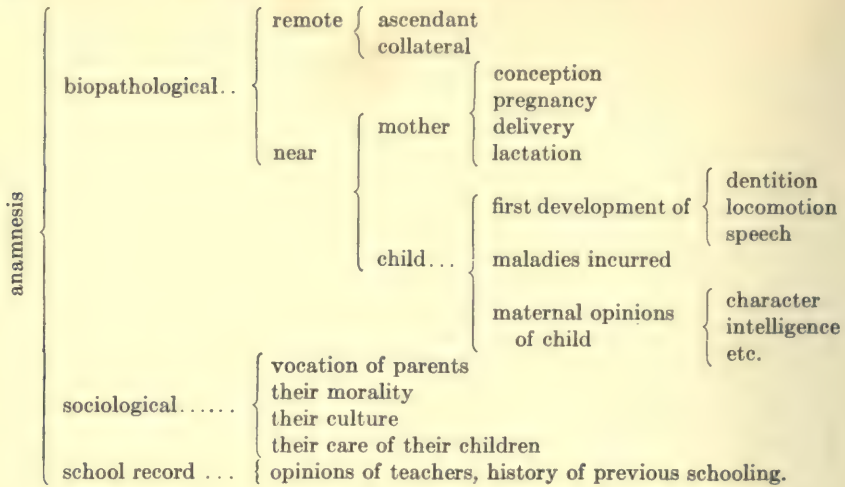 anamnesis
biopathological..
remote
ascendant
collateral
near
mother
conception
pregnancy
delivery
lactation
child...
first development of
dentition
locomotion
speech
maladies incurred
maternal opinions
of child
character
intelligence
etc.
sociological......
vocation of parents
their morality
their culture
their care of their children
school record ...
opinions of teachers, history of previous schooling.